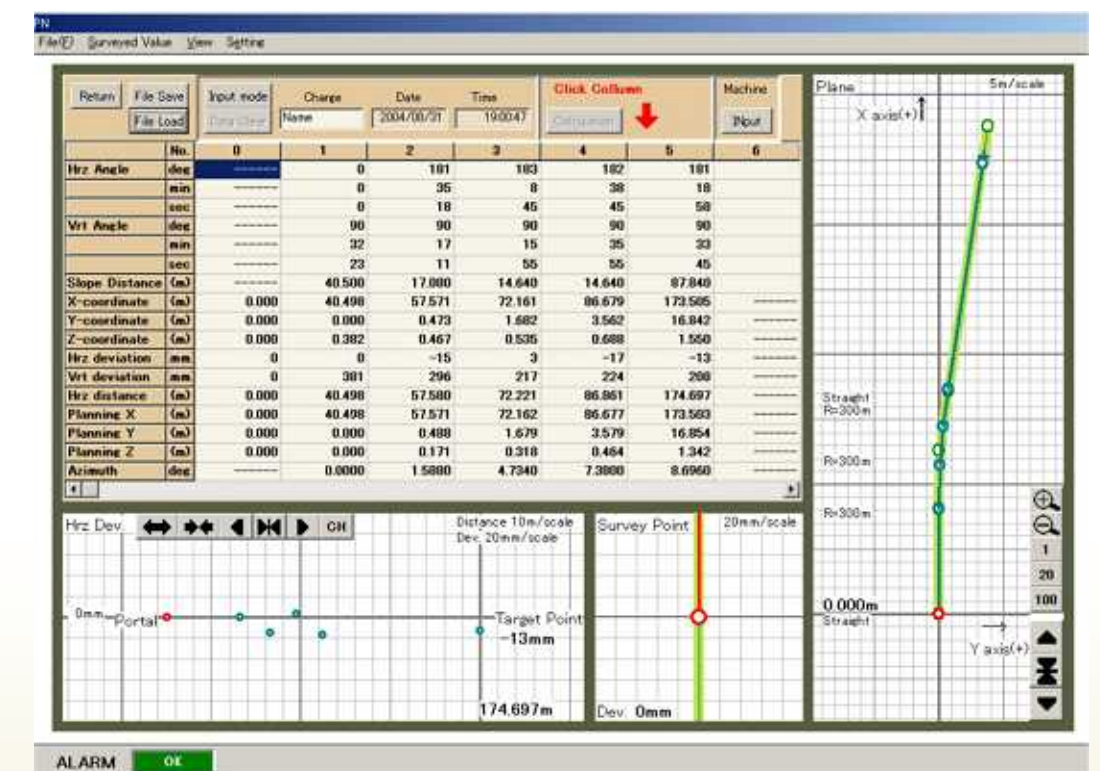 PN
File(F) Surveyed Value View Setting
Return File Save Input mode Charge Date Time Click Collumn Machine
File Load Data Clear Name 2004/08/31 19:00:47 Calculation INput
No. 0 1 2 3 4 5 6
Hrz Angle deg ------ 0 181 183 182 181
min ------ 0 35 8 38 18
sec ------ 0 18 45 45 58
Vrt Angle deg ------ 90 90 90 90 90
min ------ 32 17 15 35 33
sec ------ 23 11 55 55 45
Slope Distance (m) ------ 40.500 17.080 14.640 14.640 87.840
X-coordinate (m) 0.000 40.498 57.571 72.161 86.679 173.505 ------
Y-coordinate (m) 0.000 0.000 0.473 1.682 3.562 16.842 ------
Z-coordinate (m) 0.000 0.382 0.467 0.535 0.688 1.550 ------
Hrz deviation mm 0 0 -15 3 -17 -13
Vrt deviation mm 0 381 296 217 224 208
Hrz distance (m) 0.000 40.498 57.580 72.221 86.861 174.697 ------
Planning X (m) 0.000 40.498 57.571 72.162 86.677 173.503 ------
Planning Y (m) 0.000 0.000 0.488 1.679 3.579 16.854 ------
Planning Z (m) 0.000 0.000 0.171 0.318 0.464 1.342 ------
Azimuth deg ------ 0.0000 1.5880 4.7340 7.3800 8.6960 ------
Plane 5m/scale
X axis(+)
Straight
R=300m
R=300m
R=300m
0.000m
Straight
Y axis(+)
1
20
100
Hrz Dev. CH Distance 10m/scale
Dev. 20mm/scale
0mm Portal Target Point
-13mm
174.697m
Survey Point 20mm/scale
Dev. 0mm
ALARM OK